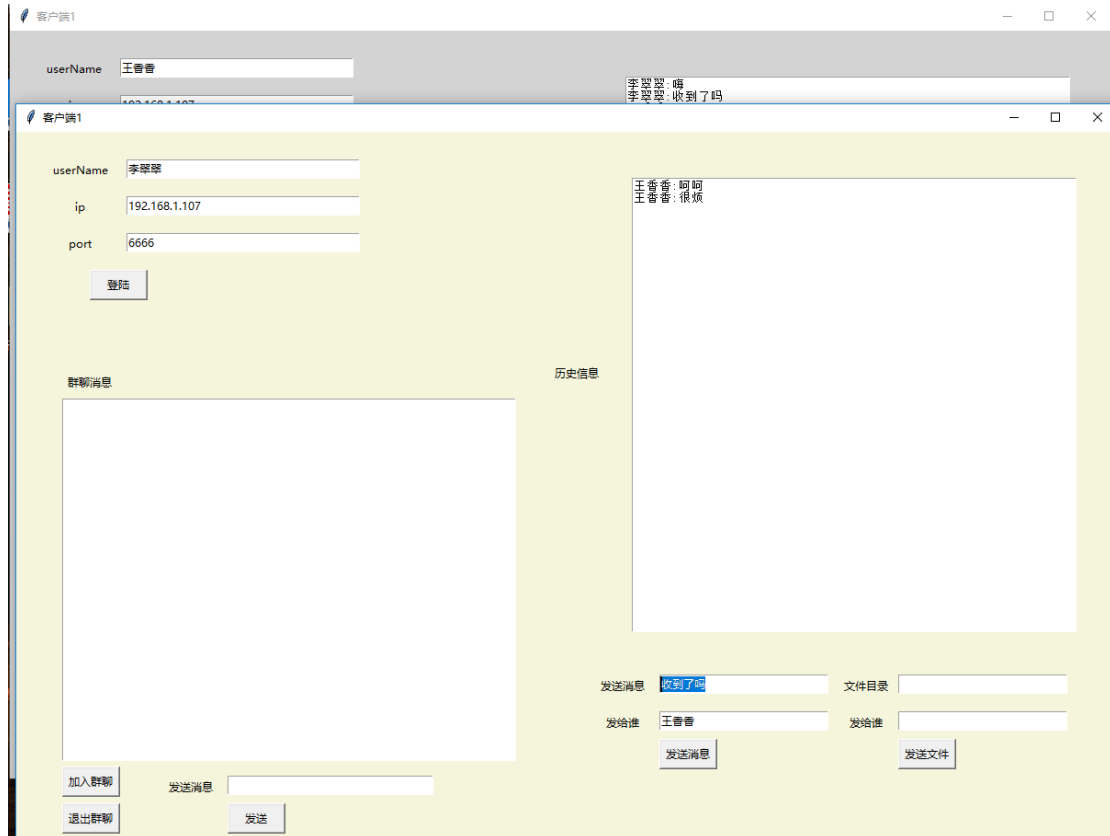 客户端1
userName 王香香
李翠翠:嗨
李翠翠:收到了吗
客户端1
userName 李翠翠
王香香:呵呵
王香香:很烦
ip 192.168.1.107
port 6666
登陆
历史信息
群聊消息
发送消息 收到了吗 文件目录
发给谁 王香香 发给谁
发送消息 发送文件
加入群聊 发送消息
退出群聊 发送